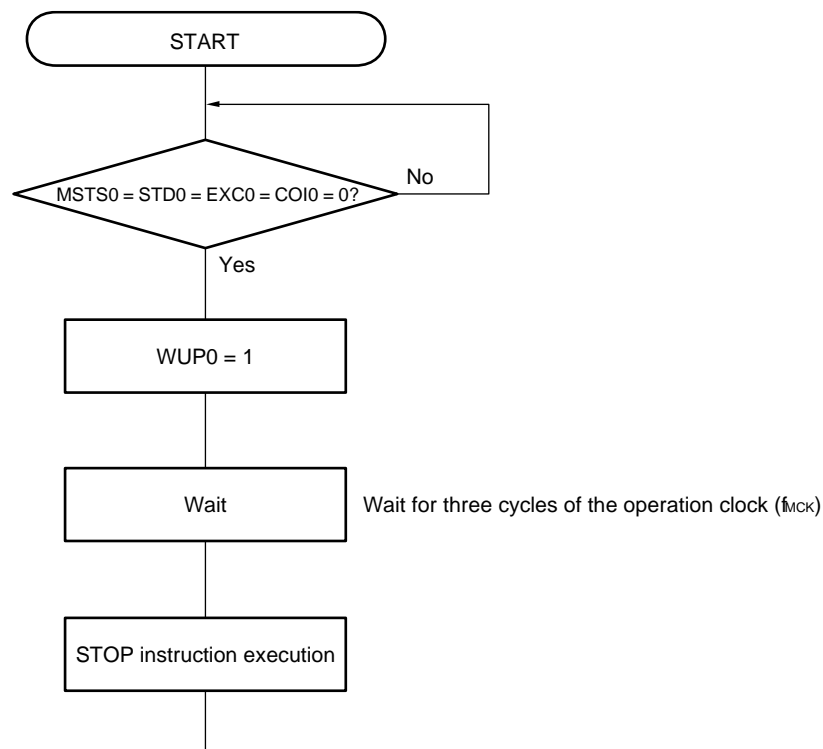 START
MSTS0 = STD0 = EXC0 = COI0 = 0?
No
Yes
WUP0 = 1
Wait
Wait for three cycles of the operation clock (fMCK)
STOP instruction execution